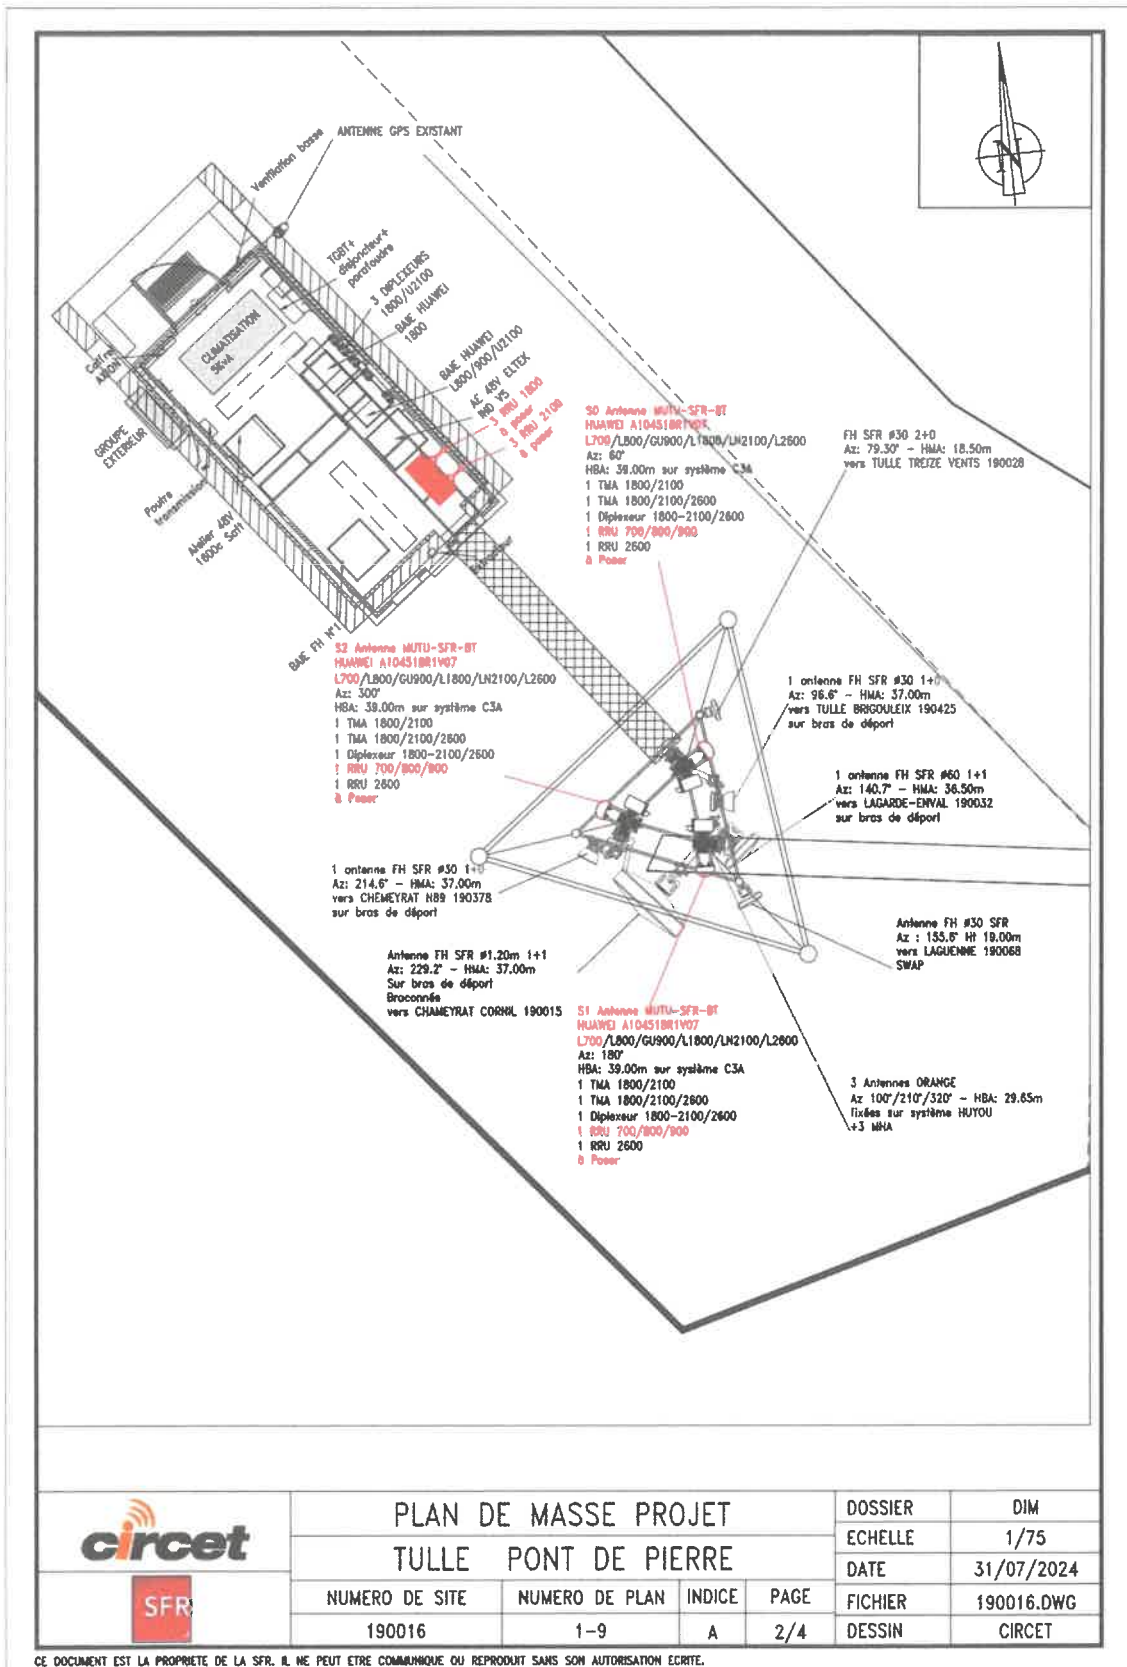 N
ANTENNE GPS EXISTANT
Ventilation basse
TGBT+
disjoncteur+
parafoudre
3 DIPLEXEURS
1800/U2100
BAIE HUAWEI
1800
BAIE HUAWEI
L800/900/U2100
AE 48V ELTEK
IND V5
3 RRU 1800
à poser
3 RRU 2100
à poser
CLIMATISATION
5KvA
Coffret
AXION
GROUPE
EXTERIEUR
Poutre
transmission
Atelier 48V
1800c Saft
BAIE FH N°1
S0 Antenne MUTU-SFR-BT
HUAWEI A10451BR1V07
L700/L800/GU900/L1800/LN2100/L2600
Az: 60°
HBA: 39.00m sur système C3A
1 TMA 1800/2100
1 TMA 1800/2100/2600
1 Diplexeur 1800-2100/2600
1 RRU 700/800/900
1 RRU 2600
à Poser
FH SFR ø30 2+0
Az: 79.30° - HMA: 18.50m
vers TULLE TREIZE VENTS 190028
S2 Antenne MUTU-SFR-BT
HUAWEI A10451BR1V07
L700/L800/GU900/L1800/LN2100/L2600
Az: 300°
HBA: 39.00m sur système C3A
1 TMA 1800/2100
1 TMA 1800/2100/2600
1 Diplexeur 1800-2100/2600
1 RRU 700/800/900
1 RRU 2600
à Poser
1 antenne FH SFR ø30 1+0
Az: 96.6° - HMA: 37.00m
vers TULLE BRIGOULEIX 190425
sur bras de déport
1 antenne FH SFR ø60 1+1
Az: 140.7° - HMA: 36.50m
vers LAGARDE-ENVAL 190032
sur bras de déport
1 antenne FH SFR ø30 1+0
Az: 214.6° - HMA: 37.00m
vers CHEMEYRAT N89 190378
sur bras de déport
Antenne FH SFR ø1.20m 1+1
Az: 229.2° - HMA: 37.00m
Sur bras de déport
Braconnée
vers CHAMEYRAT CORNIL 190015
Antenne FH ø30 SFR
Az : 155.6° Ht 19.00m
vers LAGUENNE 190068
SWAP
S1 Antenne MUTU-SFR-BT
HUAWEI A10451BR1V07
L700/L800/GU900/L1800/LN2100/L2600
Az: 180°
HBA: 39.00m sur système C3A
1 TMA 1800/2100
1 TMA 1800/2100/2600
1 Diplexeur 1800-2100/2600
1 RRU 700/800/900
1 RRU 2600
à Poser
3 Antennes ORANGE
Az 100°/210°/320° - HBA: 29.65m
fixées sur système HUYOU
+3 MHA
circet
SFR
PLAN DE MASSE PROJET
TULLE PONT DE PIERRE
NUMERO DE SITE NUMERO DE PLAN INDICE PAGE
190016 1-9 A 2/4
DOSSIER DIM
ECHELLE 1/75
DATE 31/07/2024
FICHIER 190016.DWG
DESSIN CIRCET
CE DOCUMENT EST LA PROPRIETE DE LA SFR. IL NE PEUT ETRE COMMUNIQUE OU REPRODUIT SANS SON AUTORISATION ECRITE.